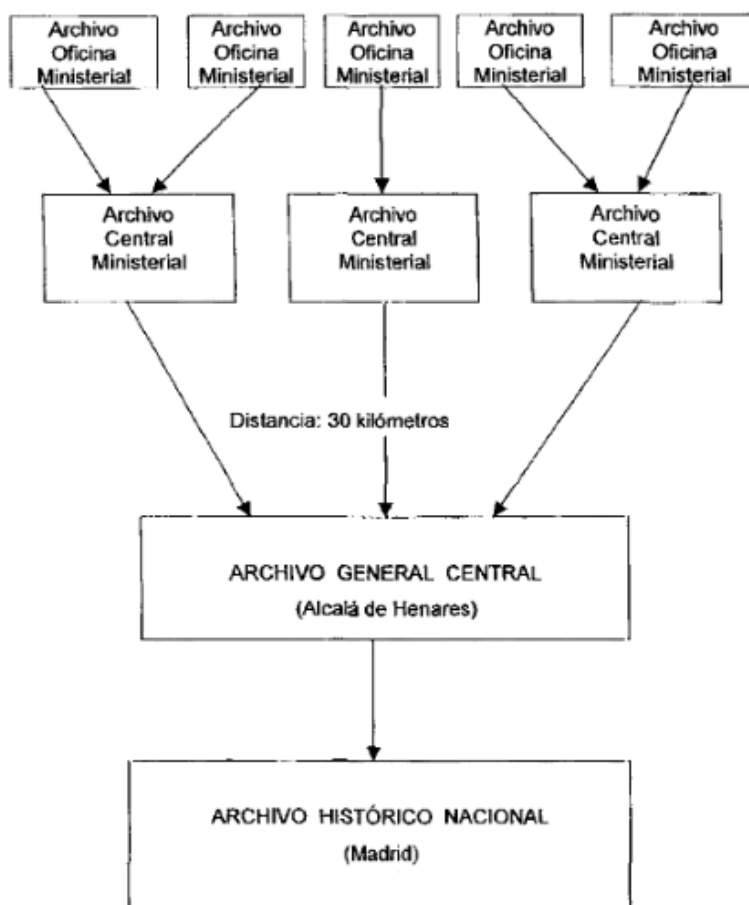 Archivo
Oficina
Ministerial
Archivo
Oficina
Ministerial
Archivo
Oficina
Ministerial
Archivo
Oficina
Ministerial
Archivo
Oficina
Ministerial
Archivo
Central
Ministerial
Archivo
Central
Ministerial
Archivo
Central
Ministerial
Distancia: 30 kilómetros
ARCHIVO GENERAL CENTRAL
(Alcalá de Henares)
ARCHIVO HISTÓRICO NACIONAL
(Madrid)